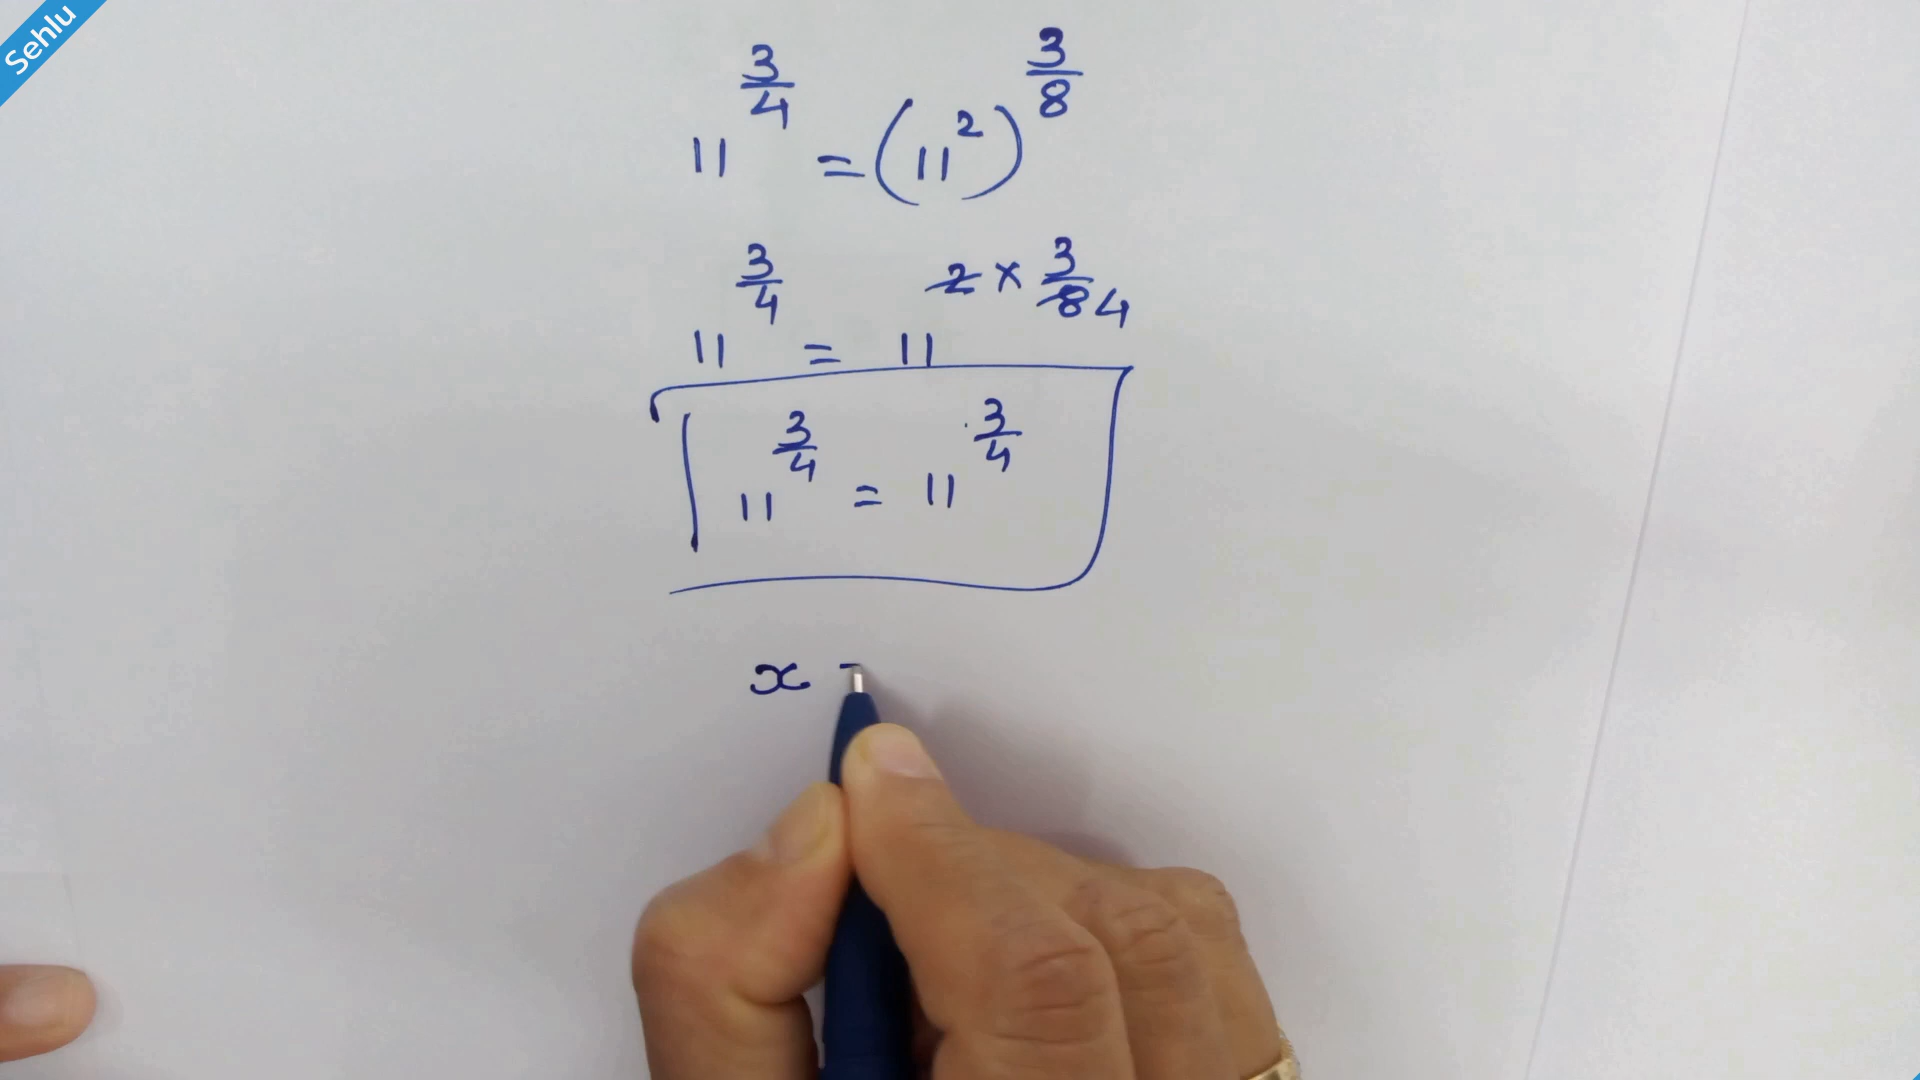 Sehlu
11^{3/4} = (11^2)^{3/8}
11^{3/4} = 11^{2 × 3/8 4}
11^{3/4} = 11^{3/4}
x =